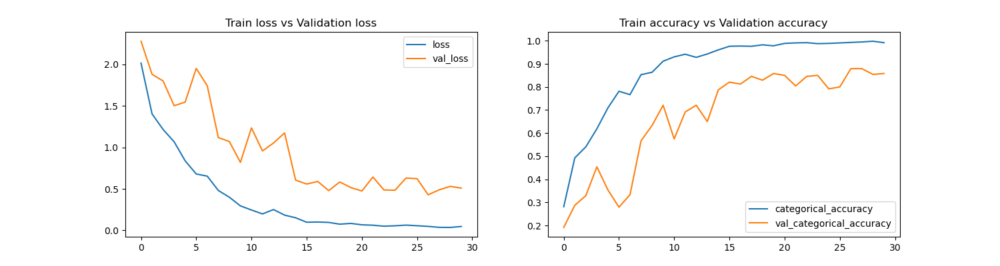 Train loss vs Validation loss
loss
val_loss
2.0
1.5
1.0
0.5
0.0
0 5 10 15 20 25 30
Train accuracy vs Validation accuracy
1.0
0.9
0.8
0.7
0.6
0.5
0.4
0.3
0.2
categorical_accuracy
val_categorical_accuracy
0 5 10 15 20 25 30